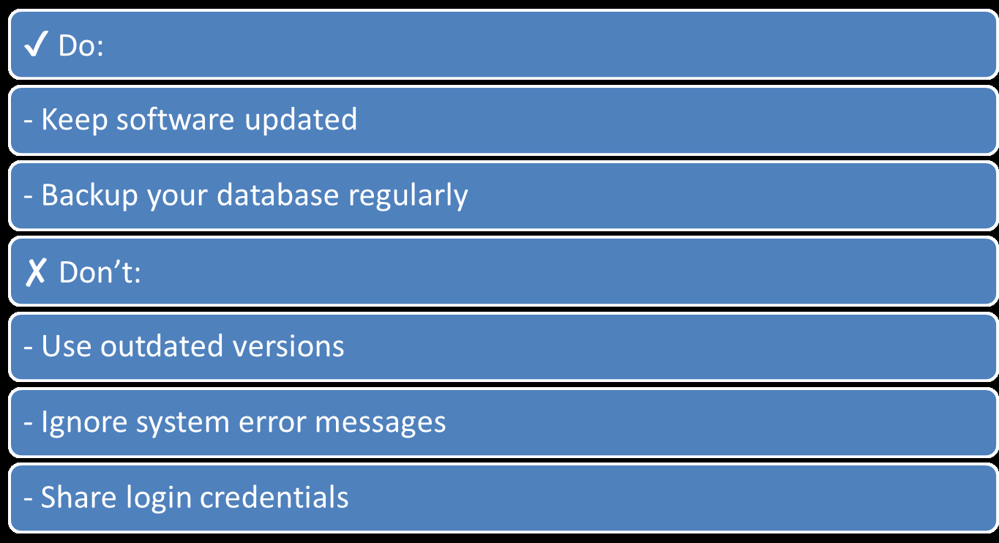 ✓ Do:
- Keep software updated
- Backup your database regularly
✗ Don’t:
- Use outdated versions
- Ignore system error messages
- Share login credentials